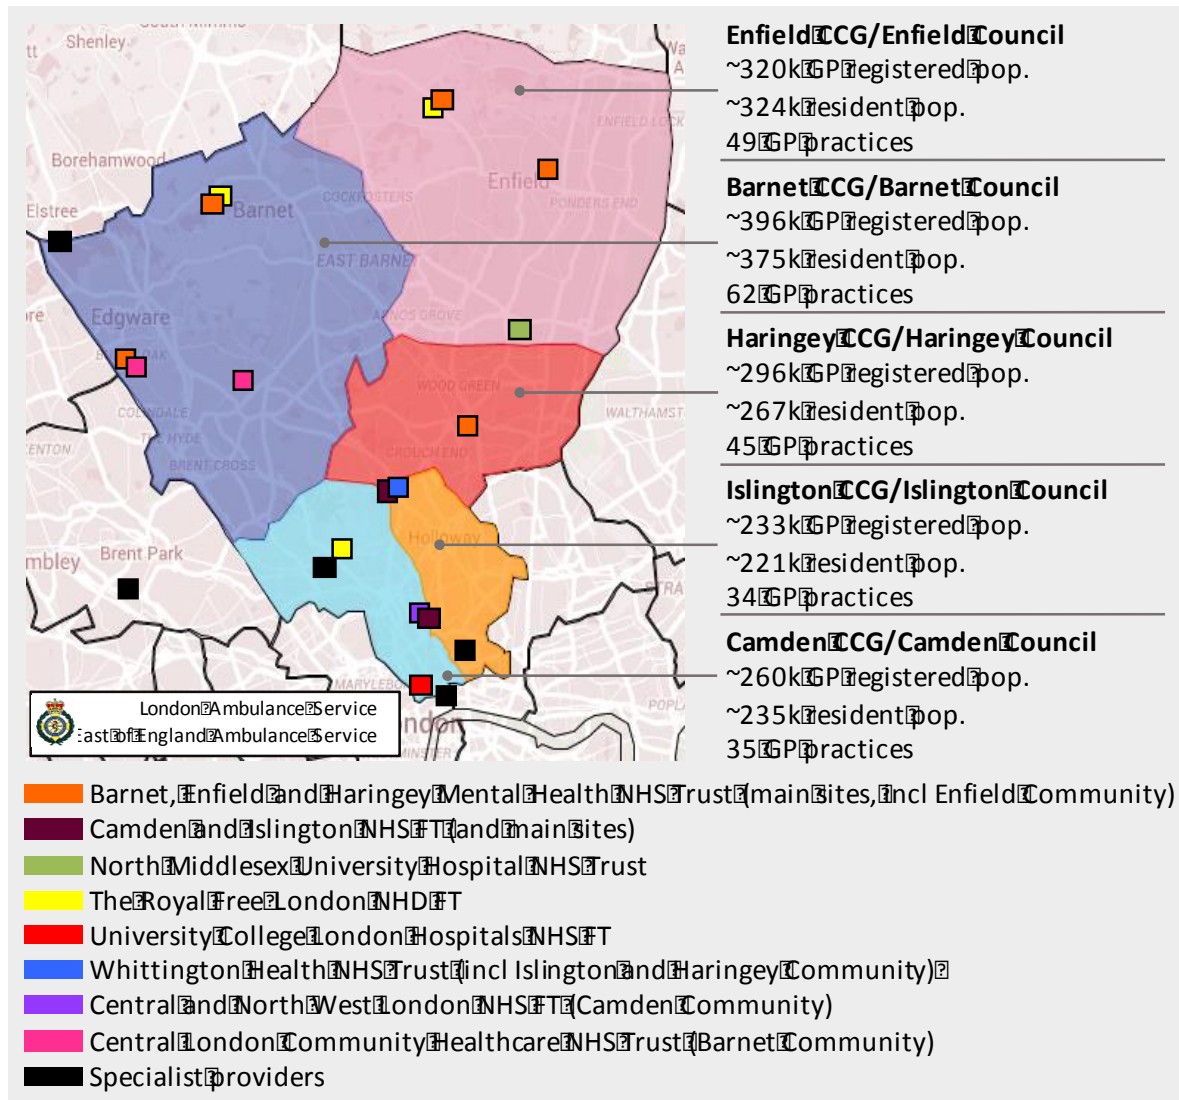 Shenley
Borehamwood
Elstree
Barnet
COCKFOSTERS
Enfield
PONDERS END
ENFIELD LOCK
EAST BARNET
Edgware
ARNOS GROVE
WOOD GREEN
COLINDALE
THE HYDE
BRENT CROSS
CROUCH END
WALTHAMST
ENTON
Holloway
mbley
Brent Park
STRA
MARYLEBO
POPL
ndon
MINSTER
London Ambulance Service
East of England Ambulance Service
Enfield CCG/Enfield Council
~320k GP registered pop.
~324k resident pop.
49 GP practices
Barnet CCG/Barnet Council
~396k GP registered pop.
~375k resident pop.
62 GP practices
Haringey CCG/Haringey Council
~296k GP registered pop.
~267k resident pop.
45 GP practices
Islington CCG/Islington Council
~233k GP registered pop.
~221k resident pop.
34 GP practices
Camden CCG/Camden Council
~260k GP registered pop.
~235k resident pop.
35 GP practices
Barnet, Enfield and Haringey Mental Health NHS Trust (main sites, incl Enfield Community)
Camden and Islington NHS FT (and main sites)
North Middlesex University Hospital NHS Trust
The Royal Free London NHD FT
University College London Hospitals NHS FT
Whittington Health NHS Trust (incl Islington and Haringey Community)
Central and North West London NHS FT (Camden Community)
Central London Community Healthcare NHS Trust (Barnet Community)
Specialist providers